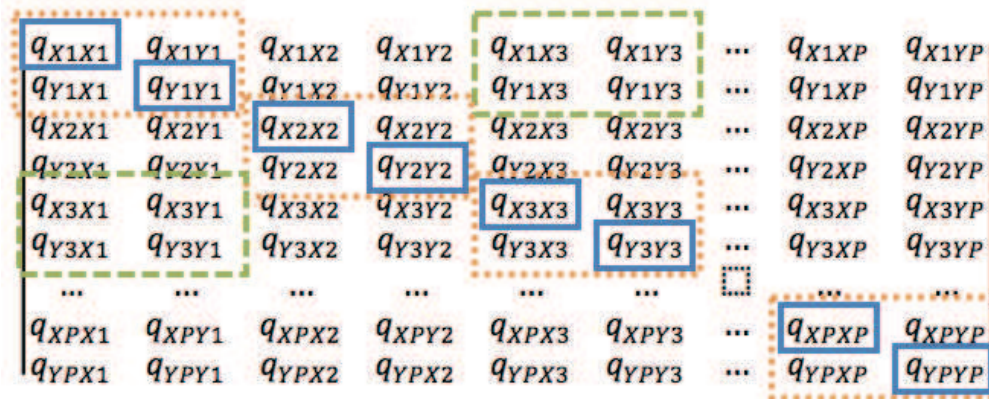 qX1X1 qX1Y1 qX1X2 qX1Y2 qX1X3 qX1Y3 ... qX1XP qX1YP
qY1X1 qY1Y1 qY1X2 qY1Y2 qY1X3 qY1Y3 ... qY1XP qY1YP
qX2X1 qX2Y1 qX2X2 qX2Y2 qX2X3 qX2Y3 ... qX2XP qX2YP
qY2X1 qY2Y1 qY2X2 qY2Y2 qY2X3 qY2Y3 ... qY2XP qY2YP
qX3X1 qX3Y1 qX3X2 qX3Y2 qX3X3 qX3Y3 ... qX3XP qX3YP
qY3X1 qY3Y1 qY3X2 qY3Y2 qY3X3 qY3Y3 ... qY3XP qY3YP
... ... ... ... ... ... ... ...
qXPX1 qXPY1 qXPX2 qXPY2 qXPX3 qXPY3 ... qXPXP qXPYP
qYPX1 qYPY1 qYPX2 qYPX2 qYPX3 qYPY3 ... qYPXP qYPYP